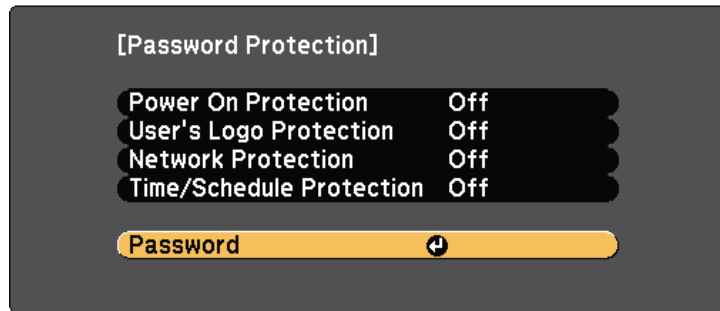 [Password Protection]
Power On Protection Off
User's Logo Protection Off
Network Protection Off
Time/Schedule Protection Off
Password